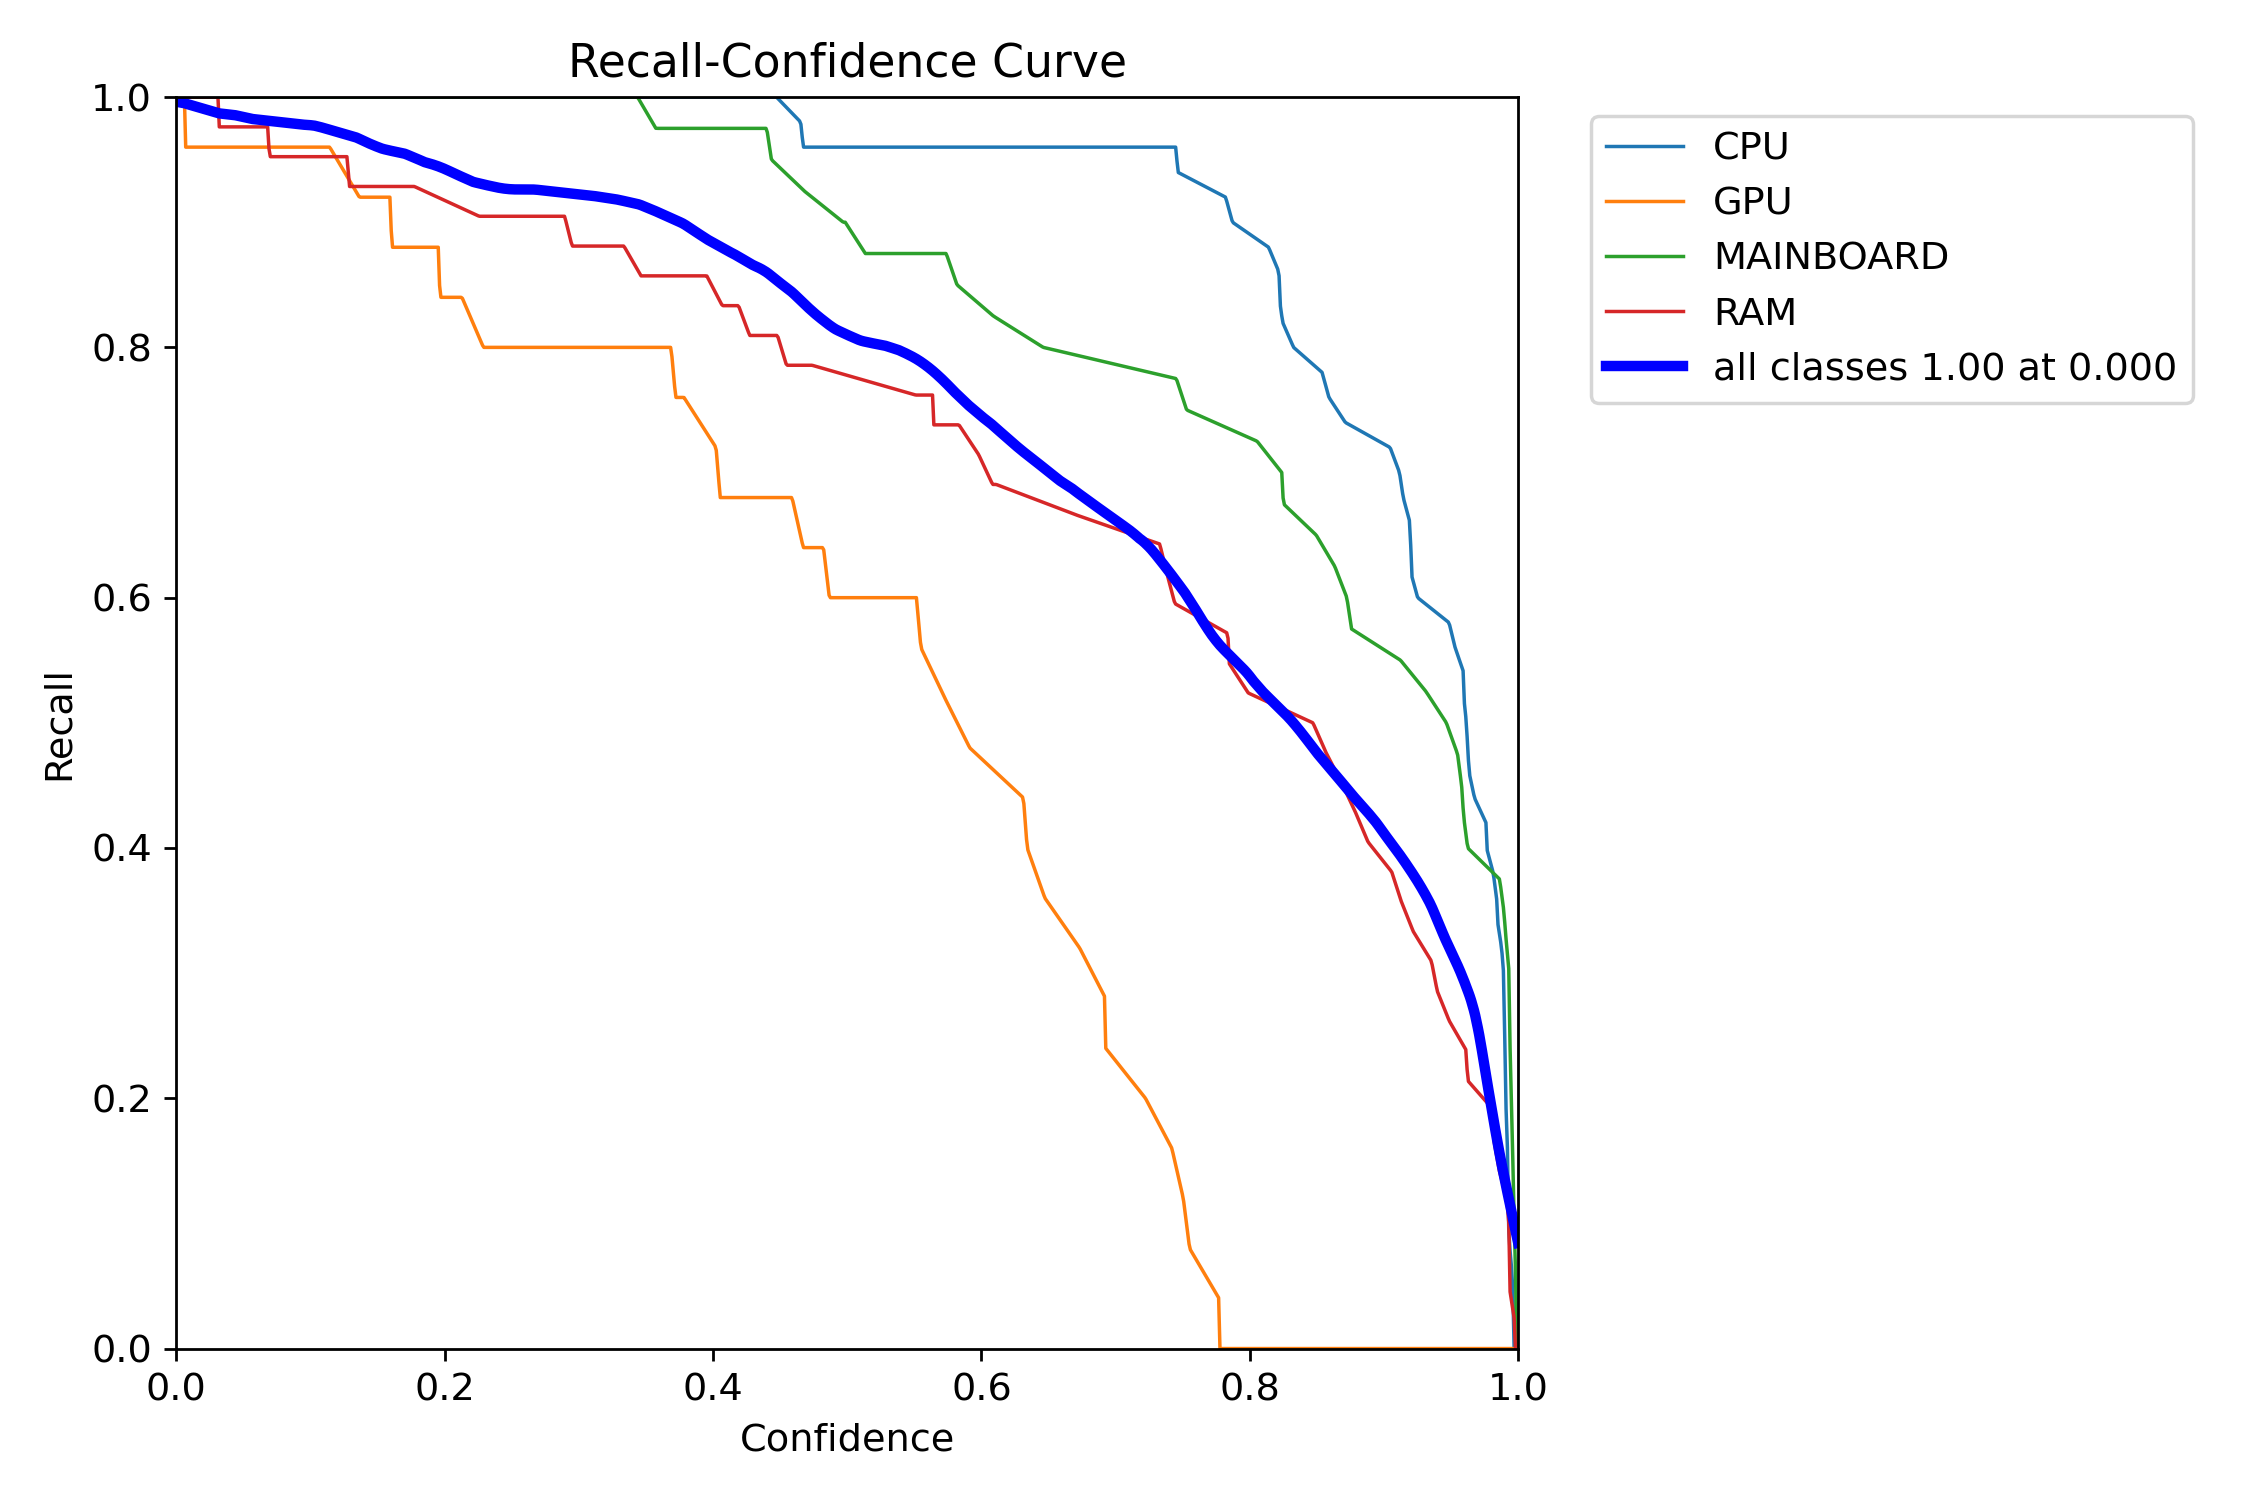 Recall-Confidence Curve
1.0
0.8
0.6
0.4
0.2
0.0
Recall
0.0 0.2 0.4 0.6 0.8 1.0
Confidence
CPU
GPU
MAINBOARD
RAM
all classes 1.00 at 0.000